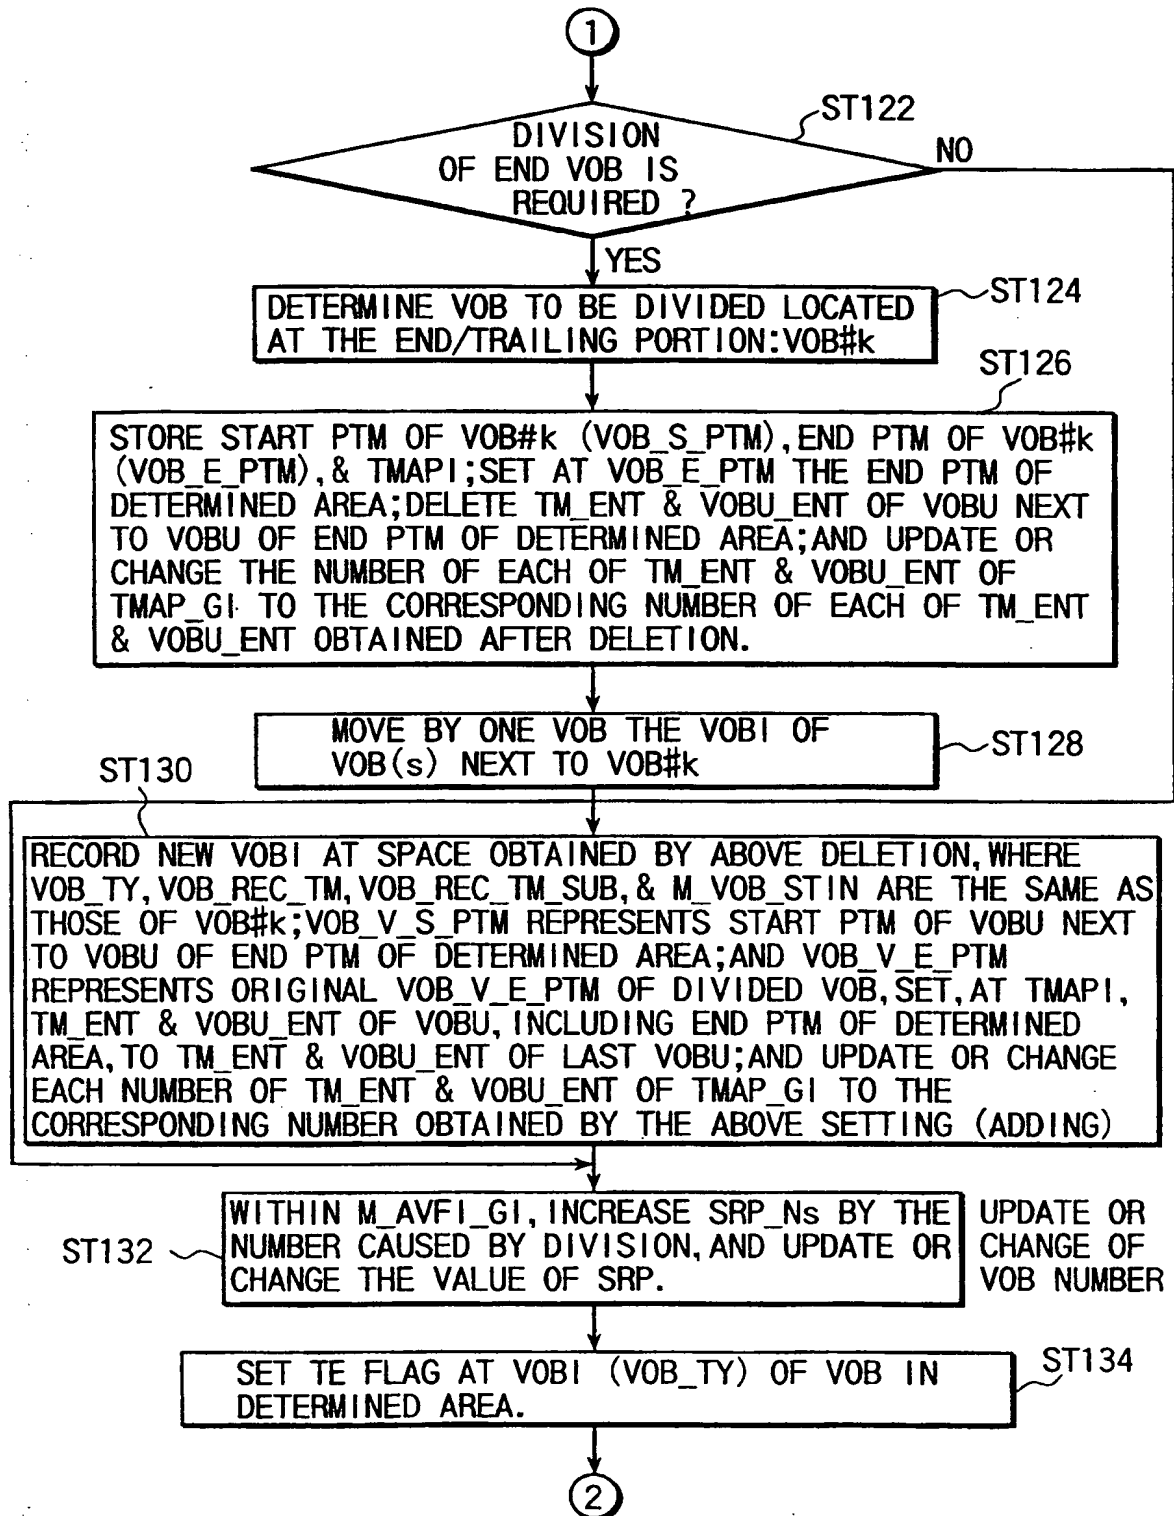 1
ST122
DIVISION
OF END VOB IS
REQUIRED ?
NO
YES
ST124
DETERMINE VOB TO BE DIVIDED LOCATED
AT THE END/TRAILING PORTION:VOB#k
ST126
STORE START PTM OF VOB#k (VOB_S_PTM),END PTM OF VOB#k
(VOB_E_PTM),& TMAPI;SET AT VOB_E_PTM THE END PTM OF
DETERMINED AREA;DELETE TM_ENT & VOBU_ENT OF VOBU NEXT
TO VOBU OF END PTM OF DETERMINED AREA;AND UPDATE OR
CHANGE THE NUMBER OF EACH OF TM_ENT & VOBU_ENT OF
TMAP_GI TO THE CORRESPONDING NUMBER OF EACH OF TM_ENT
& VOBU_ENT OBTAINED AFTER DELETION.
MOVE BY ONE VOB THE VOBI OF
VOB(s) NEXT TO VOB#k
ST128
ST130
RECORD NEW VOBI AT SPACE OBTAINED BY ABOVE DELETION,WHERE
VOB_TY,VOB_REC_TM,VOB_REC_TM_SUB,& M_VOB_STIN ARE THE SAME AS
THOSE OF VOB#k;VOB_V_S_PTM REPRESENTS START PTM OF VOBU NEXT
TO VOBU OF END PTM OF DETERMINED AREA;AND VOB_V_E_PTM
REPRESENTS ORIGINAL VOB_V_E_PTM OF DIVIDED VOB,SET,AT TMAPI,
TM_ENT & VOBU_ENT OF VOBU,INCLUDING END PTM OF DETERMINED
AREA,TO TM_ENT & VOBU_ENT OF LAST VOBU;AND UPDATE OR CHANGE
EACH NUMBER OF TM_ENT & VOBU_ENT OF TMAP_GI TO THE
CORRESPONDING NUMBER OBTAINED BY THE ABOVE SETTING (ADDING)
ST132
WITHIN M_AVFI_GI,INCREASE SRP_Ns BY THE
NUMBER CAUSED BY DIVISION,AND UPDATE OR
CHANGE THE VALUE OF SRP.
UPDATE OR
CHANGE OF
VOB NUMBER
SET TE FLAG AT VOBI (VOB_TY) OF VOB IN
DETERMINED AREA.
ST134
2